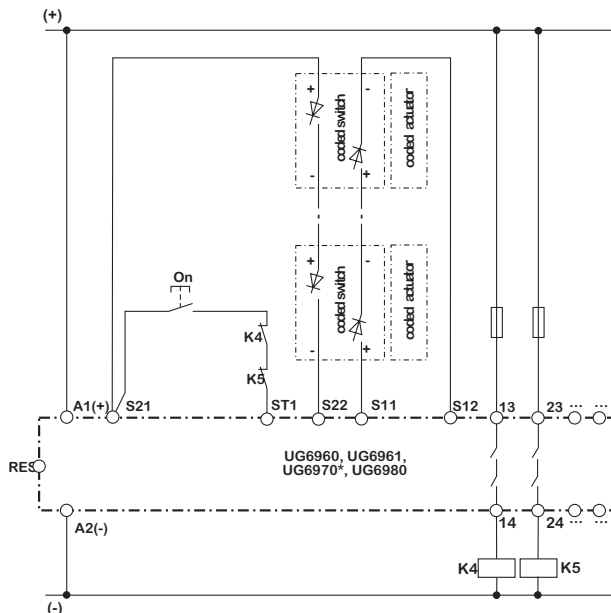 (+)
+
-
coded switch
coded actuator
-
+
+
-
coded switch
coded actuator
-
+
On
K4
K5
A1(+)
S21
ST1
S22
S11
S12
13
23
...
...
RES
UG6960, UG6961,
UG6970*, UG6980
A2(-)
14
24
...
...
K4
K5
(-)